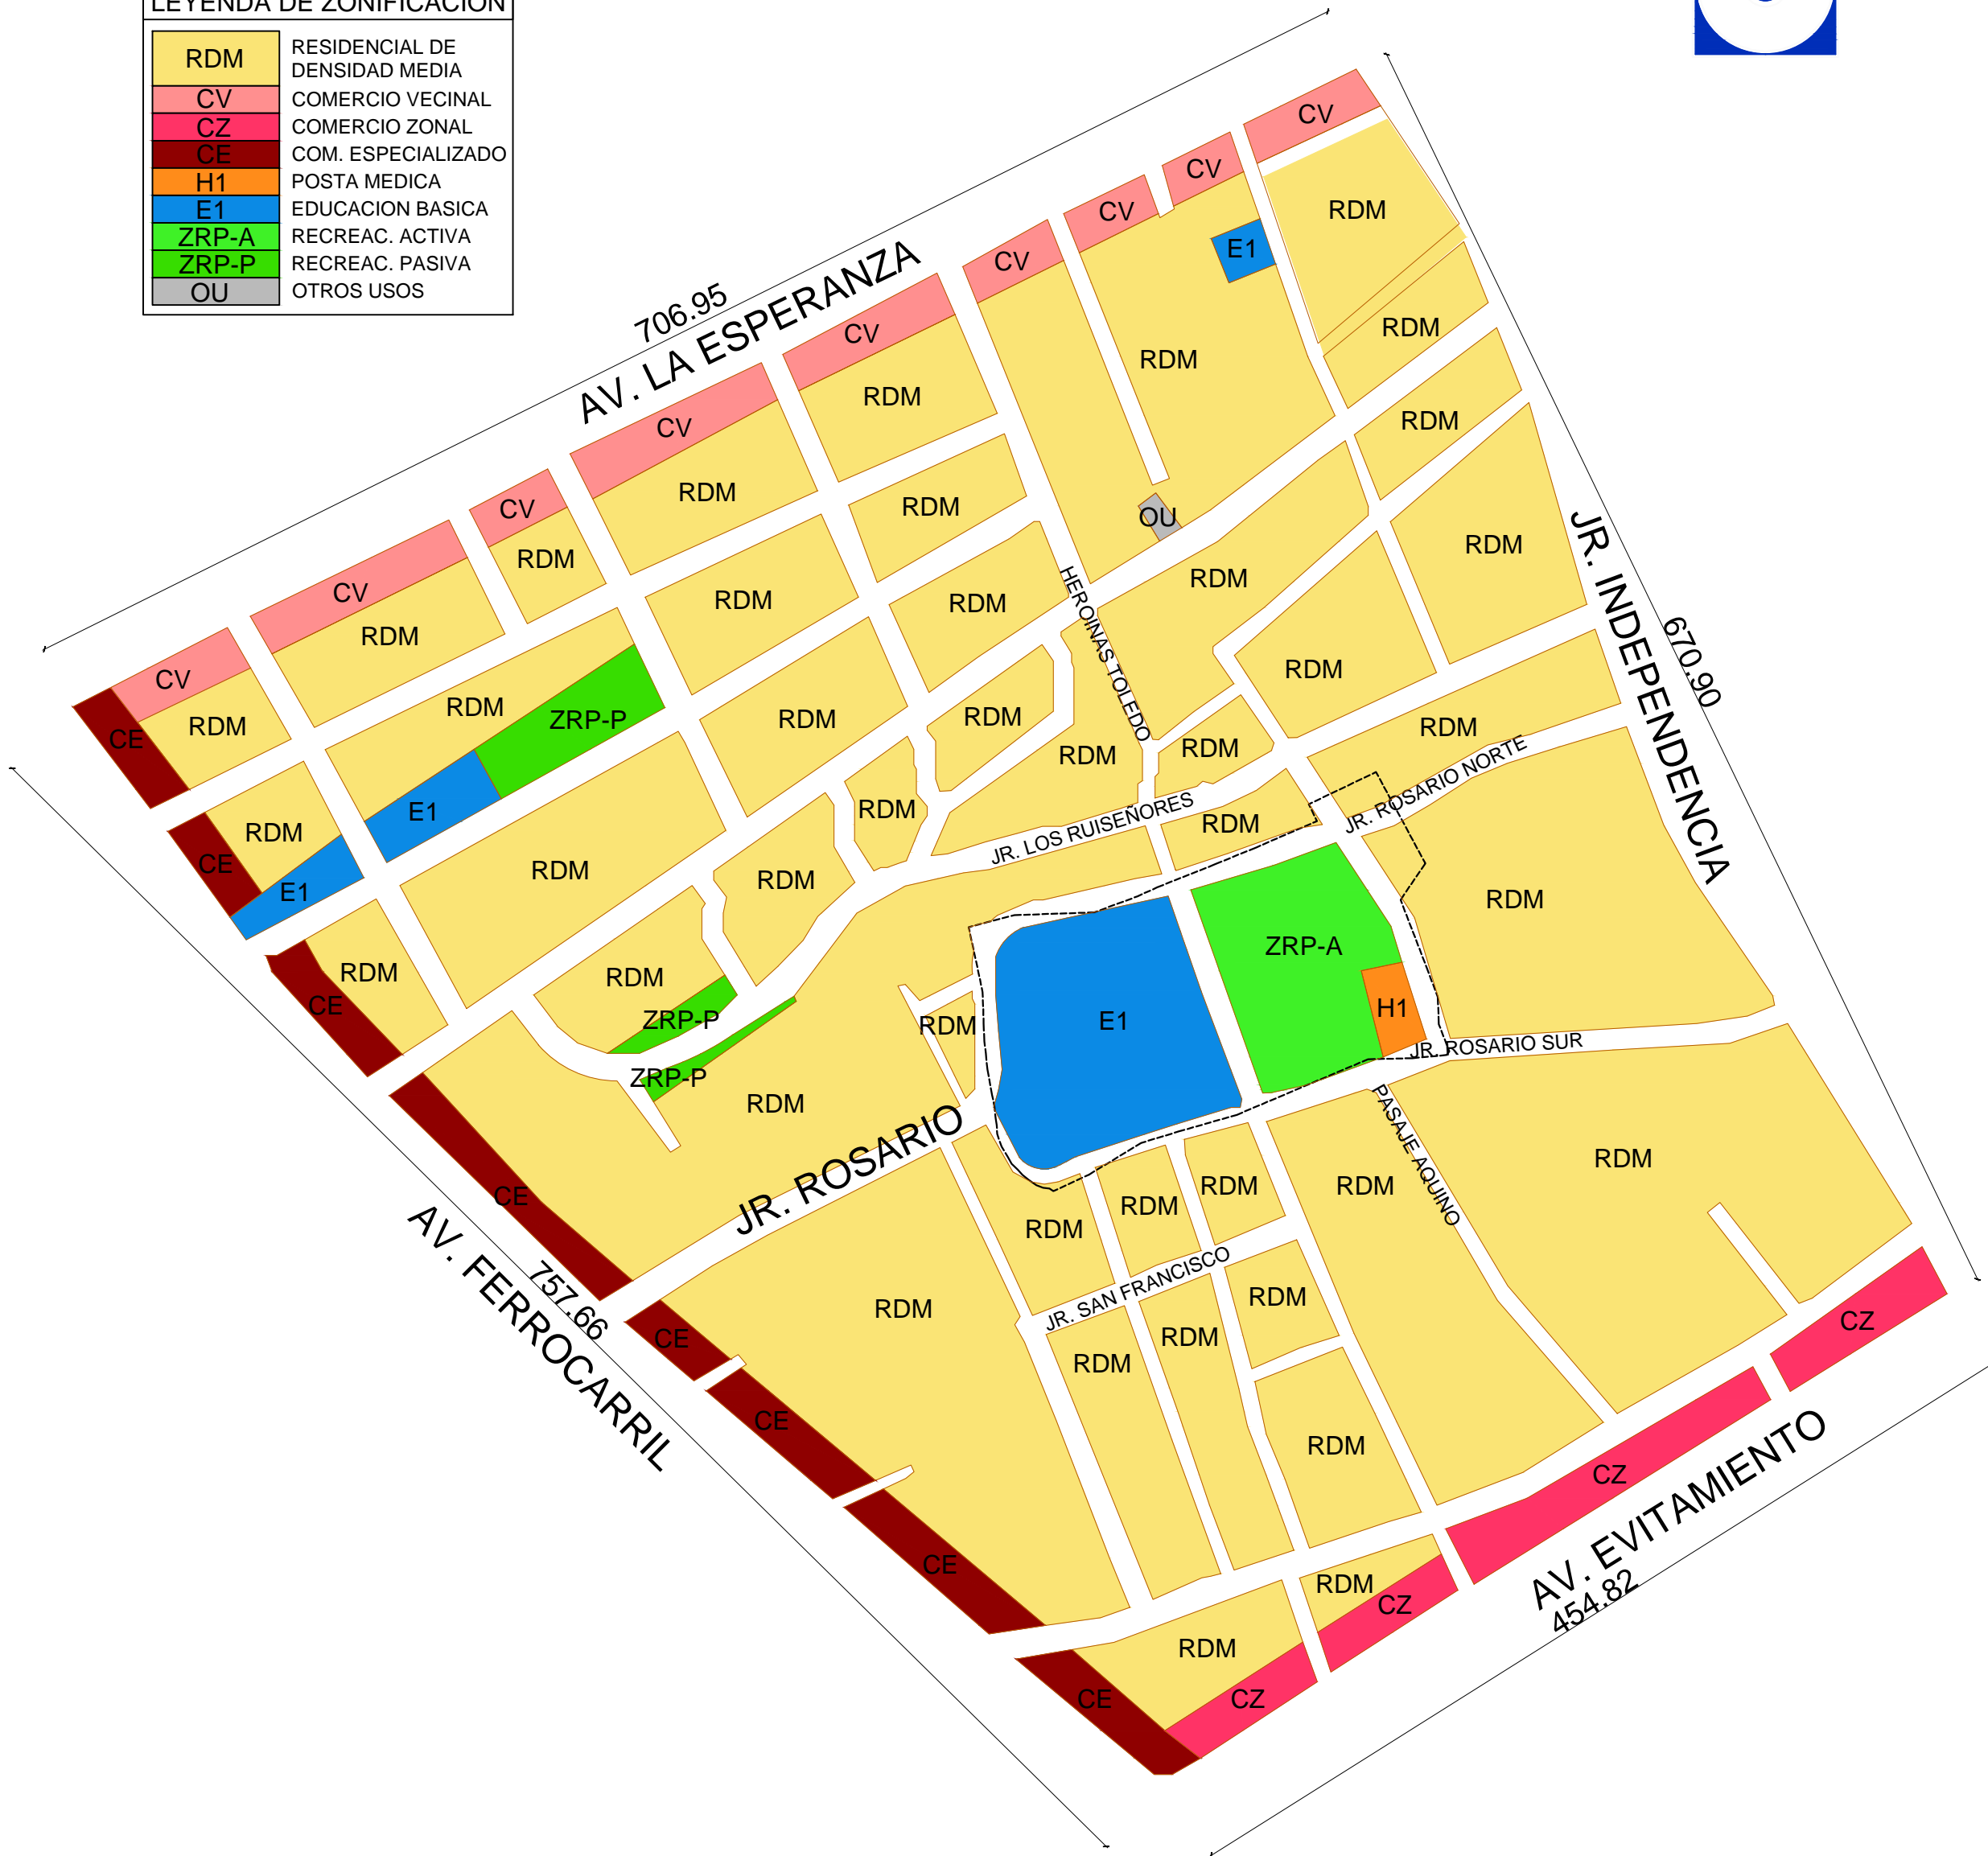 LEYENDA DE ZONIFICACION
RDM RESIDENCIAL DE
DENSIDAD MEDIA
CV COMERCIO VECINAL
CZ COMERCIO ZONAL
CE COM. ESPECIALIZADO
H1 POSTA MEDICA
E1 EDUCACION BASICA
ZRP-A RECREAC. ACTIVA
ZRP-P RECREAC. PASIVA
OU OTROS USOS
CV
CV
CV
RDM
E1
CV
706.95
AV. LA ESPERANZA
CV
RDM
RDM
RDM
CV
RDM
RDM
CV
RDM
RDM
OU
RDM
JR. INDEPENDENCIA
670.90
CV
RDM
CV
RDM
RDM
RDM
RDM
HEROINAS TOLEDO
RDM
CV
RDM
CE
RDM
ZRP-P
RDM
RDM
RDM
RDM
RDM
JR. ROSARIO NORTE
E1
RDM
CE
E1
RDM
RDM
RDM
JR. LOS RUISEÑORES
RDM
RDM
RDM
CE
RDM
ZRP-P
ZRP-P
RDM
RDM
E1
ZRP-A
H1
JR. ROSARIO SUR
PASAJE AQUINO
RDM
JR. ROSARIO
CE
AV. FERROCARRIL
757.66
RDM
RDM
RDM
RDM
RDM
JR. SAN FRANCISCO
RDM
RDM
RDM
RDM
CE
CE
CE
RDM
CZ
CZ
AV. EVITAMIENTO
454.82
RDM
CZ
RDM
CZ
CE